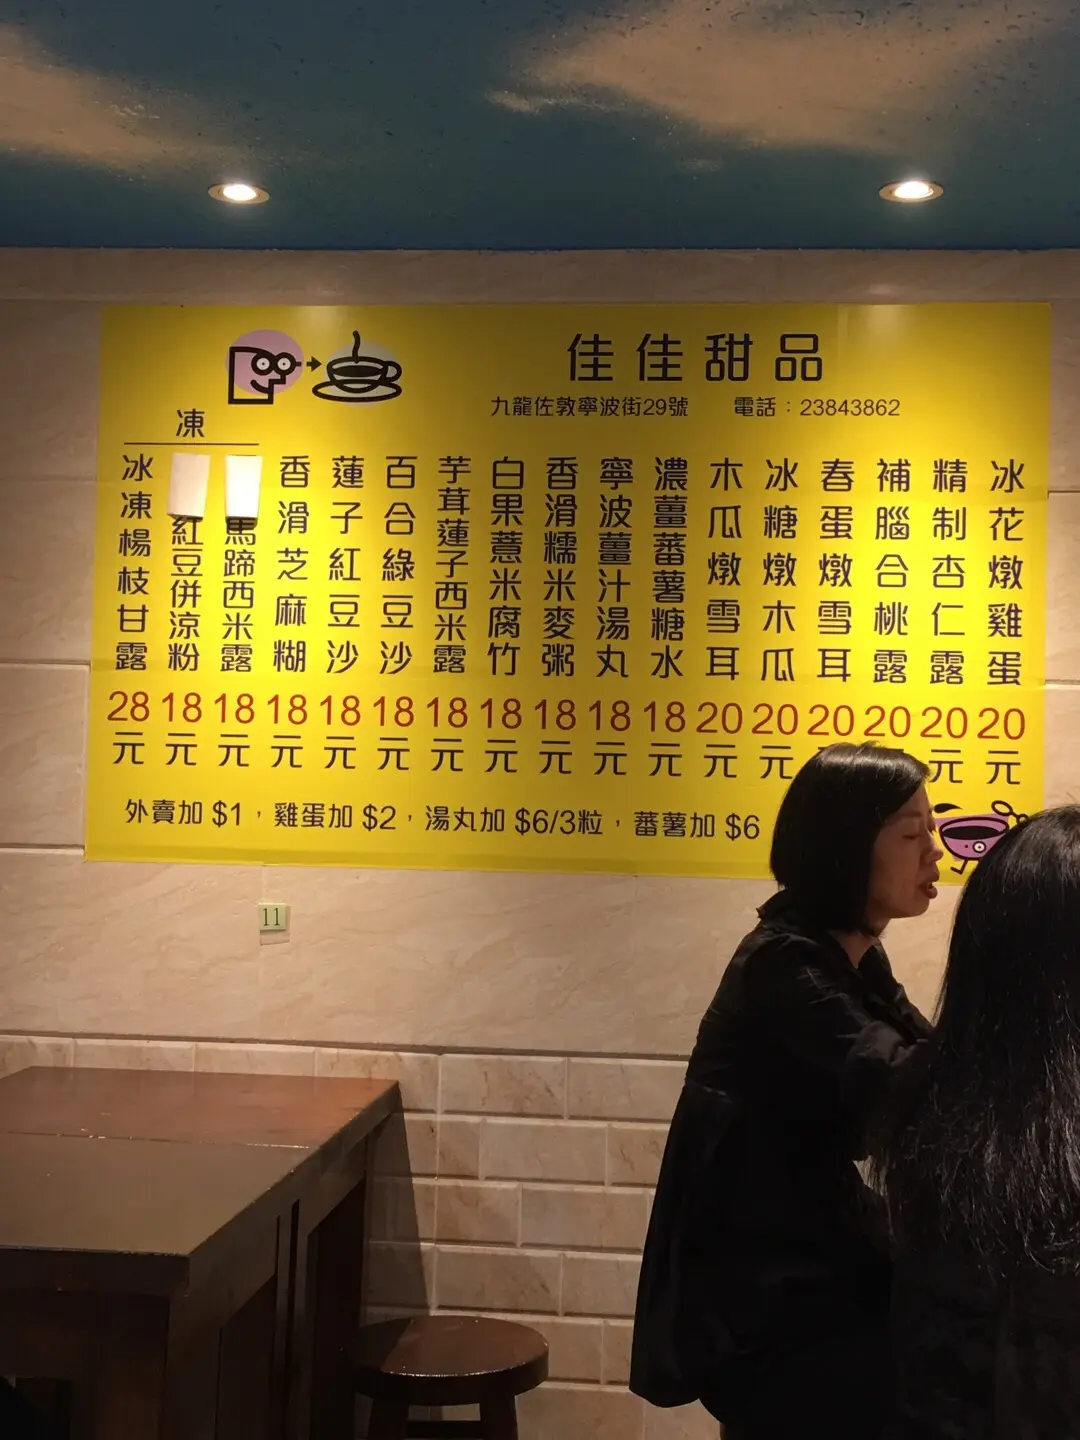 佳佳甜品
九龍佐敦寧波街29號 電話：23843862
凍
冰花燉雞蛋 20元
精制杏仁露 20元
補腦合桃露 20
春蛋燉雪耳 20
冰糖燉木瓜 20元
木瓜燉雪耳 20元
濃薑蕃薯糖水 18元
寧波薑汁湯丸 18元
香滑糯米麥粥 18元
白果薏米腐竹 18元
芋茸蓮子西米露 18元
百合綠豆沙 18元
蓮子紅豆沙 18元
香滑芝麻糊 18元
馬蹄西米露 18元
紅豆併涼粉 18元
冰凍楊枝甘露 28元
外賣加 $1，雞蛋加 $2，湯丸加 $6/3粒，蕃薯加 $6
11